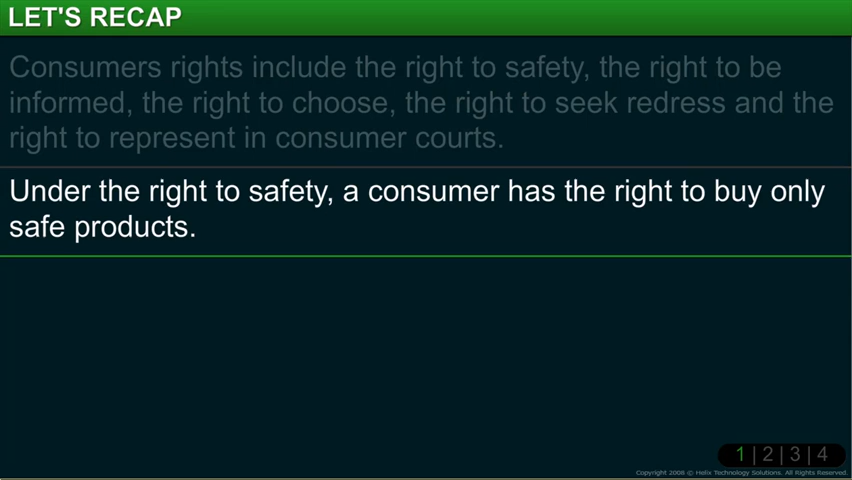 LET'S RECAP
Consumers rights include the right to safety, the right to be
informed, the right to choose, the right to seek redress and the
right to represent in consumer courts.
Under the right to safety, a consumer has the right to buy only
safe products.
1 | 2 | 3 | 4
Copyright 2008 © Helix Technology Solutions. All Rights Reserved.